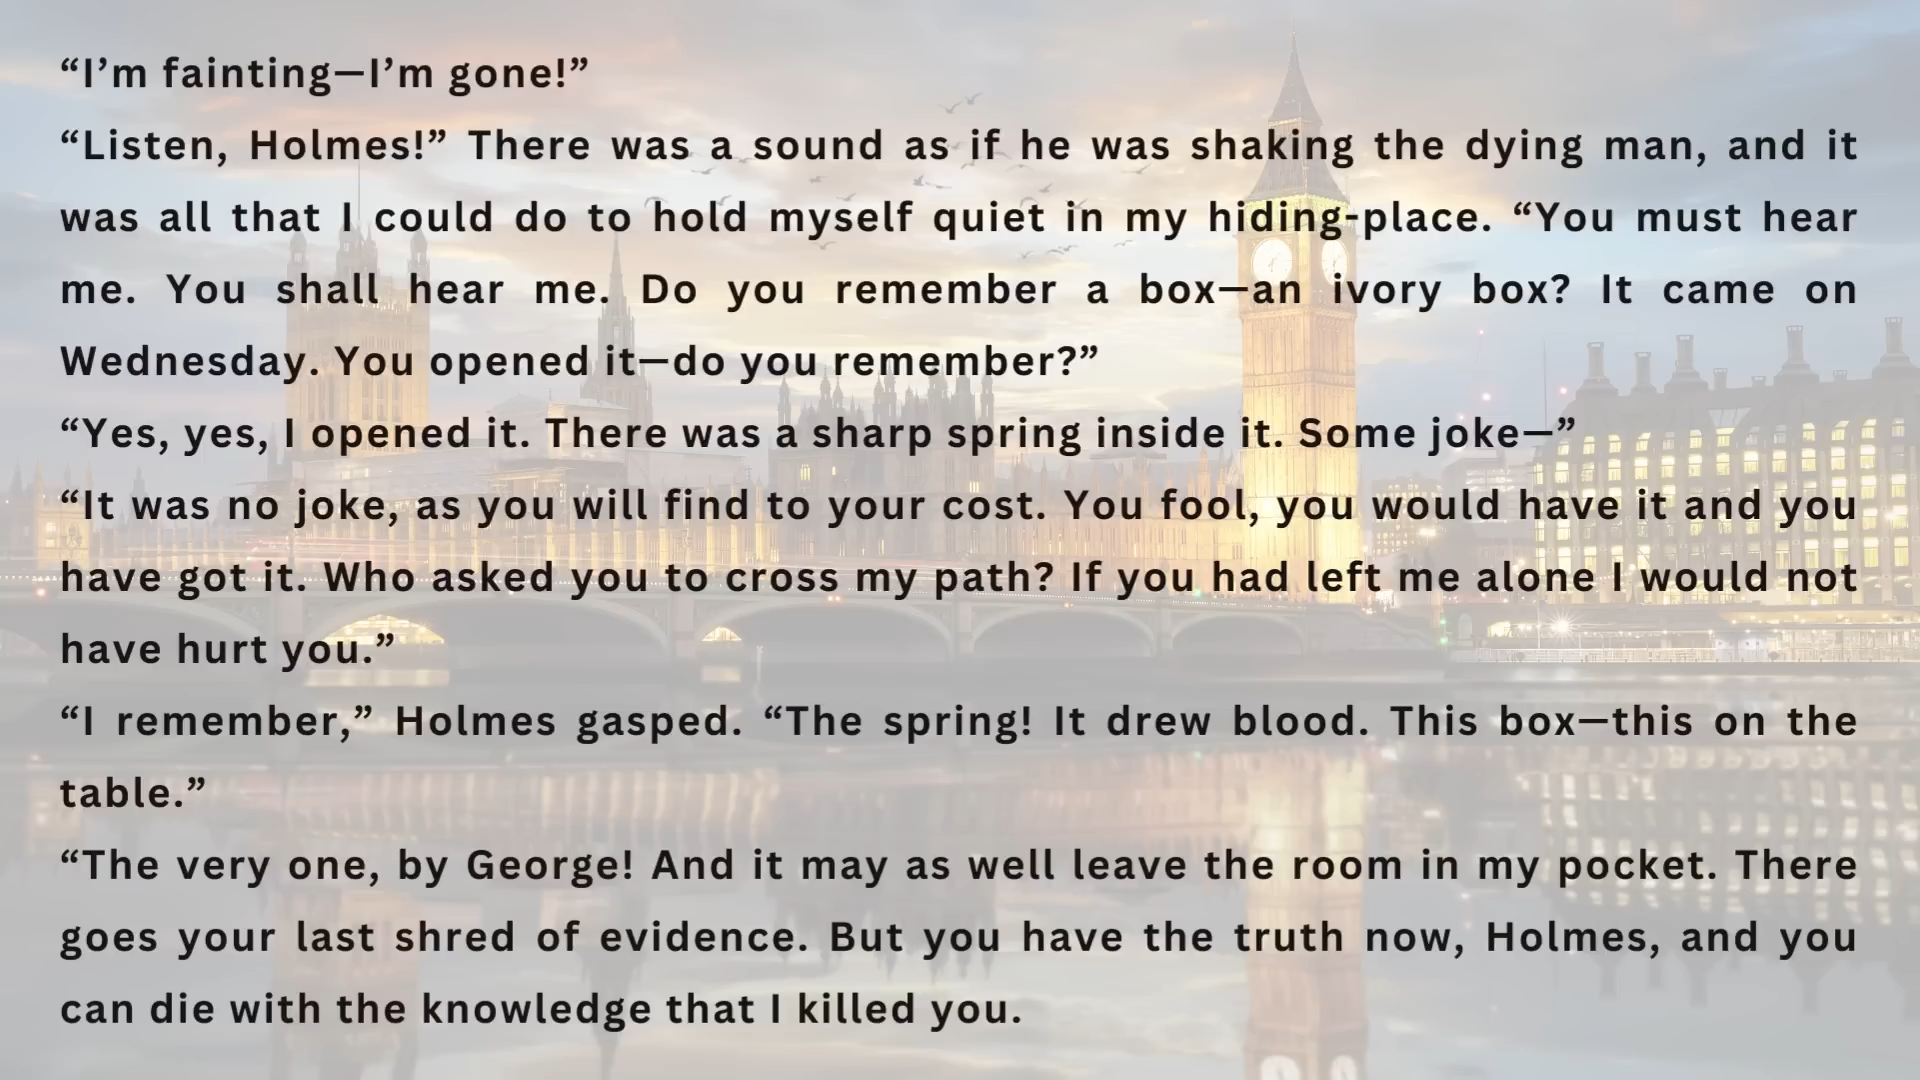 “I’m fainting—I’m gone!”
“Listen, Holmes!” There was a sound as if he was shaking the dying man, and it
was all that I could do to hold myself quiet in my hiding-place. “You must hear
me. You shall hear me. Do you remember a box—an ivory box? It came on
Wednesday. You opened it—do you remember?”
“Yes, yes, I opened it. There was a sharp spring inside it. Some joke—”
“It was no joke, as you will find to your cost. You fool, you would have it and you
have got it. Who asked you to cross my path? If you had left me alone I would not
have hurt you.”
“I remember,” Holmes gasped. “The spring! It drew blood. This box—this on the
table.”
“The very one, by George! And it may as well leave the room in my pocket. There
goes your last shred of evidence. But you have the truth now, Holmes, and you
can die with the knowledge that I killed you.